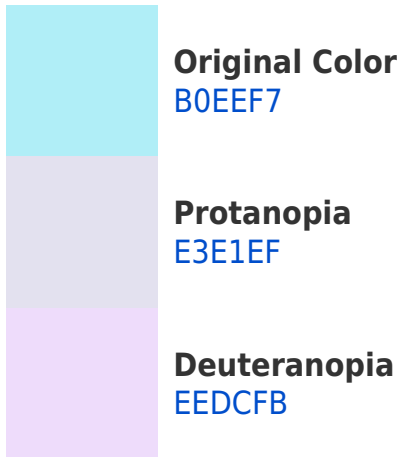 Original Color
B0EEF7
Protanopia
E3E1EF
Deuteranopia
EEDCFB